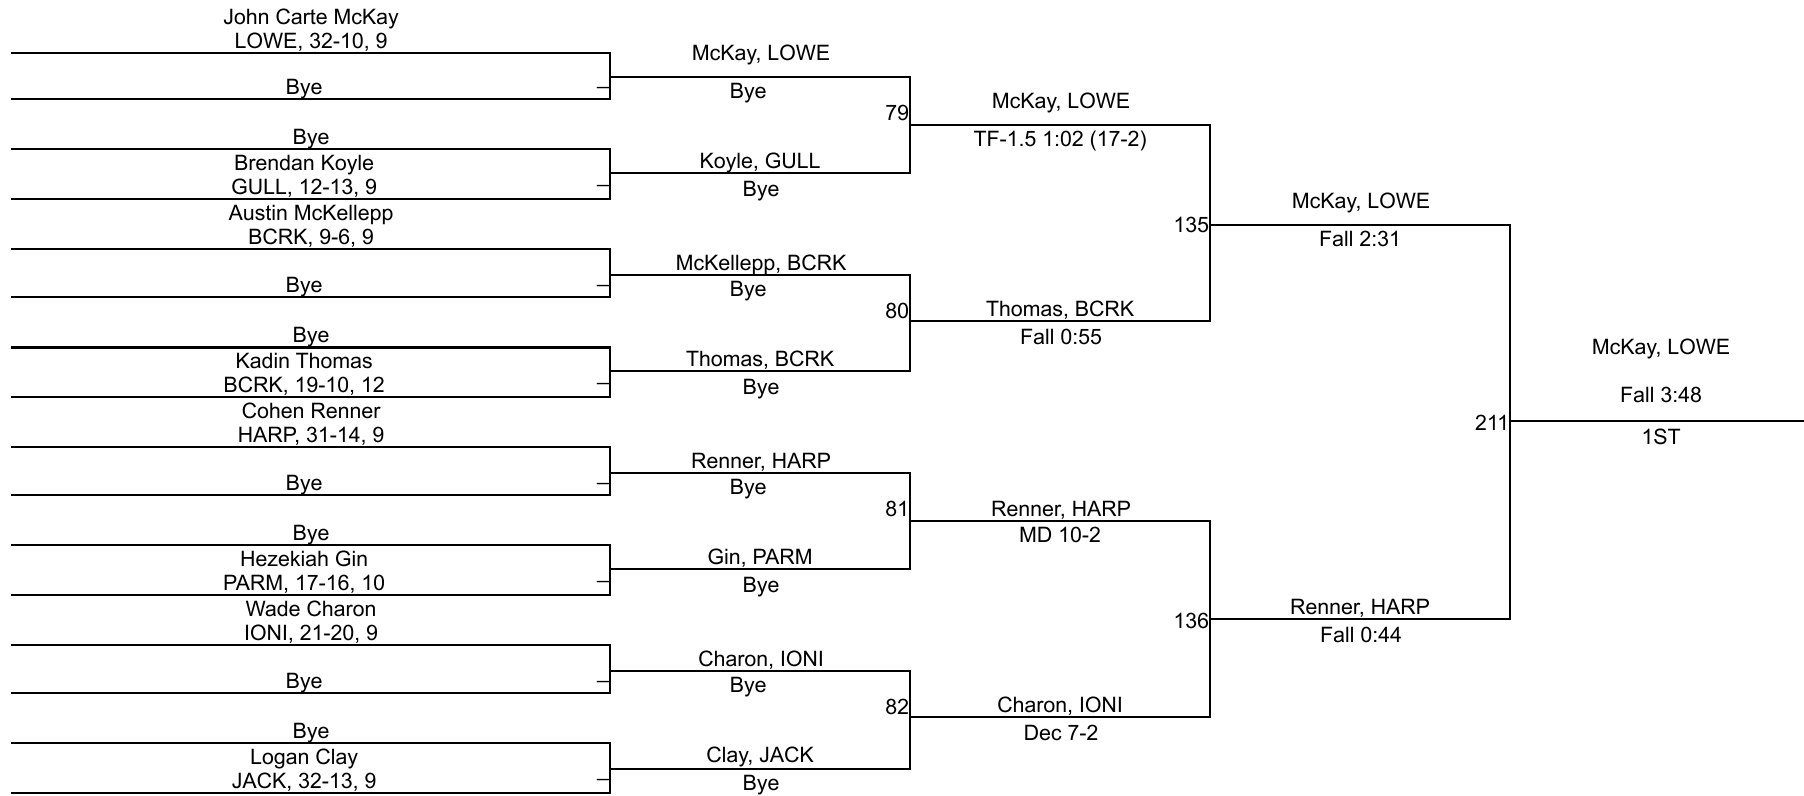 John Carte McKay
LOWE, 32-10, 9
Bye
Bye
Brendan Koyle
GULL, 12-13, 9
Austin McKellepp
BCRK, 9-6, 9
Bye
Bye
Kadin Thomas
BCRK, 19-10, 12
Cohen Renner
HARP, 31-14, 9
Bye
Bye
Hezekiah Gin
PARM, 17-16, 10
Wade Charon
IONI, 21-20, 9
Bye
Bye
Logan Clay
JACK, 32-13, 9
McKay, LOWE
Bye
79
Koyle, GULL
Bye
McKellepp, BCRK
Bye
80
Thomas, BCRK
Bye
Renner, HARP
Bye
81
Gin, PARM
Bye
Charon, IONI
Bye
82
Clay, JACK
Bye
McKay, LOWE
TF-1.5 1:02 (17-2)
135
Thomas, BCRK
Fall 0:55
Renner, HARP
MD 10-2
136
Charon, IONI
Dec 7-2
McKay, LOWE
Fall 2:31
211
Renner, HARP
Fall 0:44
McKay, LOWE
Fall 3:48
1ST